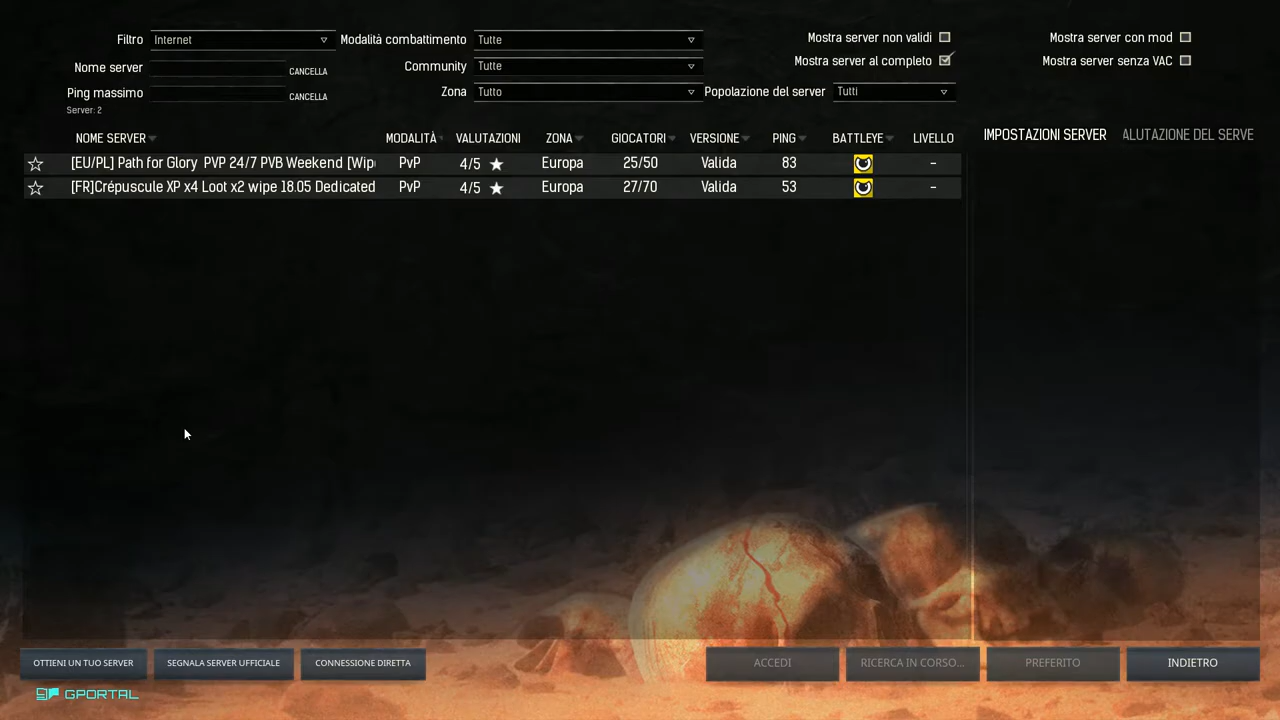 Filtro Internet Modalità combattimento Tutte Mostra server non validi Mostra server con mod
Nome server CANCELLA Community Tutte Mostra server al completo Mostra server senza VAC
Ping massimo CANCELLA Zona Tutto Popolazione del server Tutti
Server: 2
NOME SERVER MODALITÀ VALUTAZIONI ZONA GIOCATORI VERSIONE PING BATTLEYE LIVELLO IMPOSTAZIONI SERVER ALUTAZIONE DEL SERVE
[EU/PL] Path for Glory PVP 24/7 PVB Weekend [Wip PvP 4/5 Europa 25/50 Valida 83 -
[FR]Crépuscule XP x4 Loot x2 wipe 18.05 Dedicated PvP 4/5 Europa 27/70 Valida 53 -
OTTIENI UN TUO SERVER SEGNALA SERVER UFFICIALE CONNESSIONE DIRETTA ACCEDI RICERCA IN CORSO... PREFERITO INDIETRO
GPORTAL